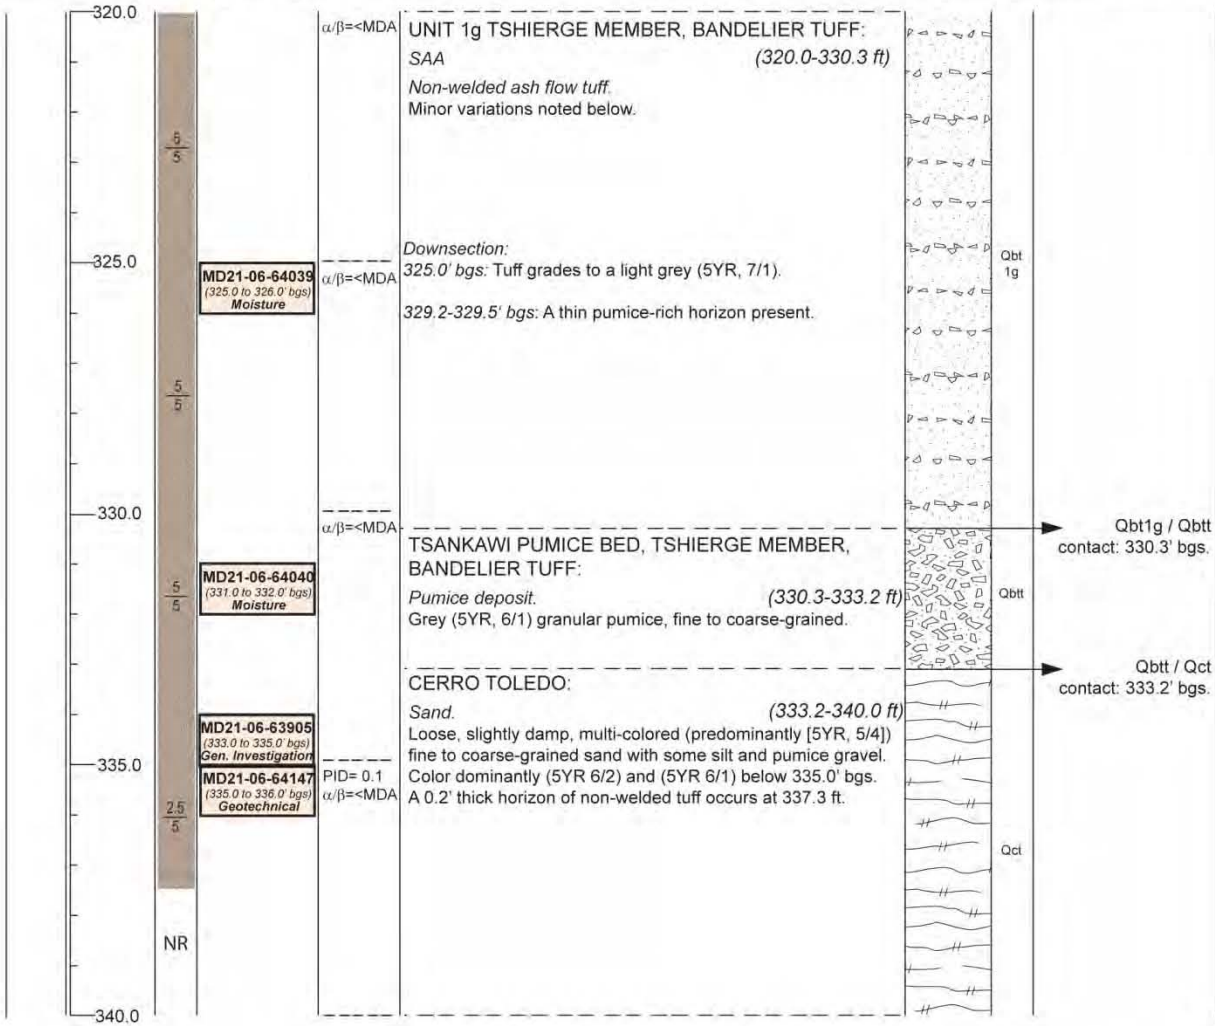 320.0
α/β=<MDA
UNIT 1g TSHIERGE MEMBER, BANDELIER TUFF:
SAA (320.0-330.3 ft)
Non-welded ash flow tuff.
Minor variations noted below.
5
Downsection:
325.0
325.0' bgs: Tuff grades to a light grey (5YR, 7/1).
MD21-06-64039
(325.0 to 326.0' bgs)
Moisture
α/β=<MDA
Qbt
1g
329.2-329.5' bgs: A thin pumice-rich horizon present.
5
5
330.0
α/β=<MDA
Qbt1g / Qbtt
contact: 330.3' bgs.
TSANKAWI PUMICE BED, TSHIERGE MEMBER,
BANDELIER TUFF:
MD21-06-64040
(331.0 to 332.0' bgs)
Moisture
5
5
Pumice deposit. (330.3-333.2 ft)
Grey (5YR, 6/1) granular pumice, fine to coarse-grained.
Qbtt
Qbtt / Qct
contact: 333.2' bgs.
CERRO TOLEDO:
Sand. (333.2-340.0 ft)
Loose, slightly damp, multi-colored (predominantly [5YR, 5/4])
fine to coarse-grained sand with some silt and pumice gravel.
Color dominantly (5YR 6/2) and (5YR 6/1) below 335.0' bgs.
A 0.2' thick horizon of non-welded tuff occurs at 337.3 ft.
MD21-06-63905
(333.0 to 335.0' bgs)
Gen. Investigation
335.0
MD21-06-64147
(335.0 to 336.0' bgs)
Geotechnical
PID= 0.1
α/β=<MDA
2.5
5
Qct
NR
340.0